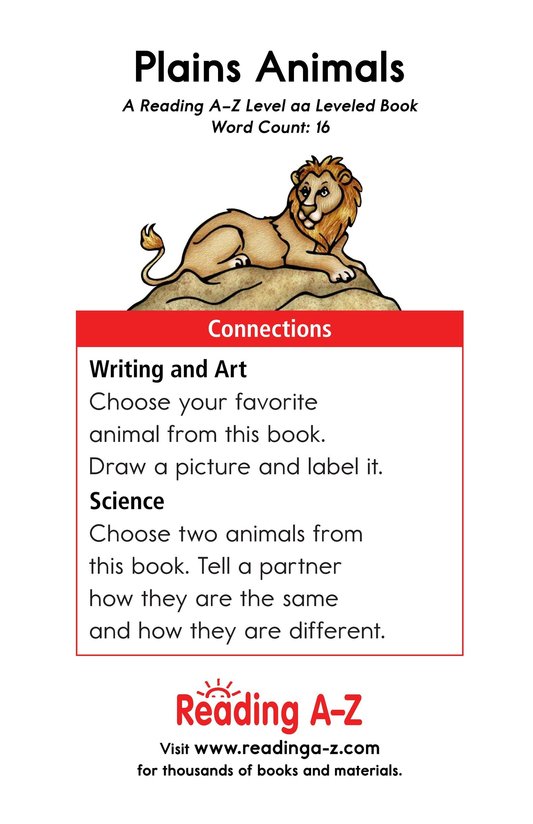 Plains Animals
A Reading A–Z Level aa Leveled Book
Word Count: 16
Connections
Writing and Art
Choose your favorite
animal from this book.
Draw a picture and label it.
Science
Choose two animals from
this book. Tell a partner
how they are the same
and how they are different.
Reading A–Z
Visit www.readinga-z.com
for thousands of books and materials.